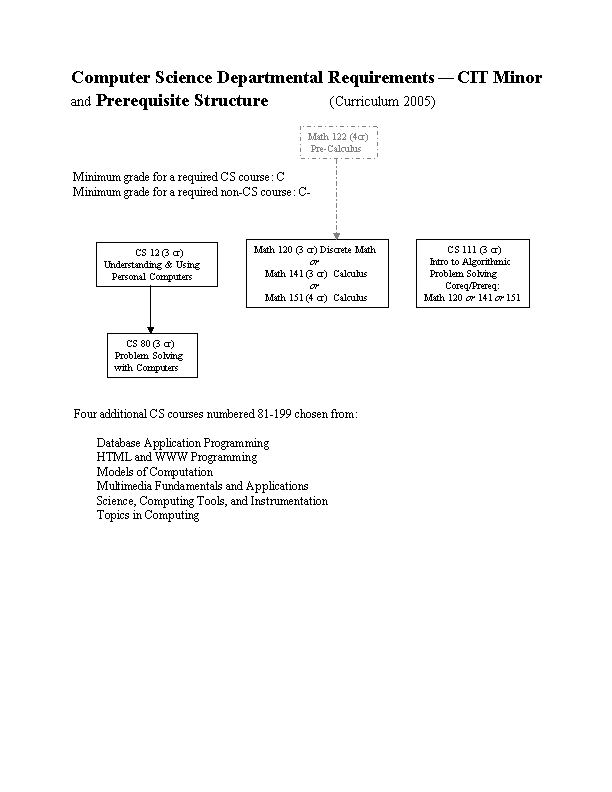 Computer Science Departmental Requirements — CIT Minor
and Prerequisite Structure (Curriculum 2005)
Math 122 (4cr)
Pre-Calculus
Minimum grade for a required CS course: C
Minimum grade for a required non-CS course: C-
CS 12 (3 cr)
Understanding & Using
Personal Computers
Math 120 (3 cr) Discrete Math
or
Math 141 (3 cr) Calculus
or
Math 151 (4 cr) Calculus
CS 111 (3 cr)
Intro to Algorithmic
Problem Solving
Coreq/Prereq:
Math 120 or 141 or 151
CS 80 (3 cr)
Problem Solving
with Computers
Four additional CS courses numbered 81-199 chosen from:
Database Application Programming
HTML and WWW Programming
Models of Computation
Multimedia Fundamentals and Applications
Science, Computing Tools, and Instrumentation
Topics in Computing